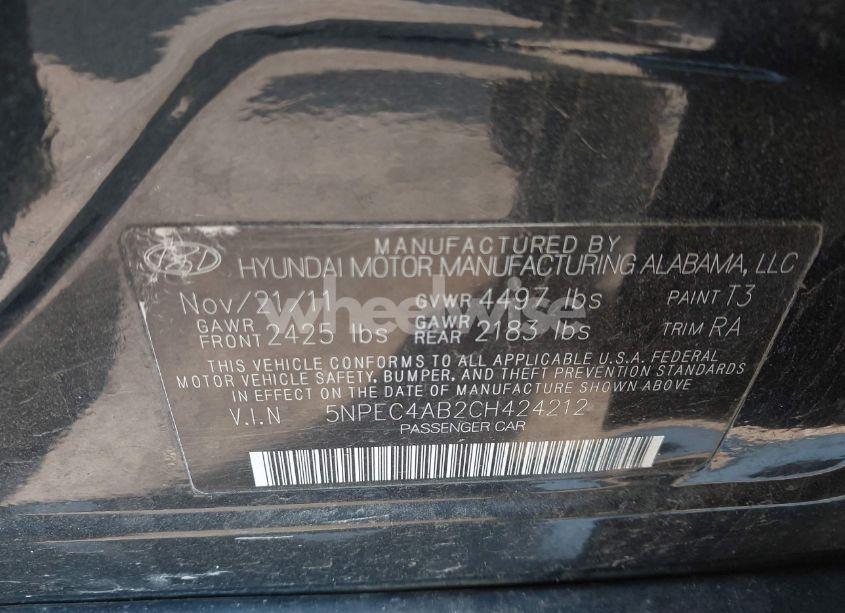 MANUFACTURED BY
HYUNDAI MOTOR MANUFACTURING ALABAMA, LLC
Nov/21/11 GVWR 4497 lbs PAINT T3
GAWR FRONT 2425 lbs GAWR REAR 2183 lbs TRIM RA
wheelwise
THIS VEHICLE CONFORMS TO ALL APPLICABLE U.S.A. FEDERAL
MOTOR VEHICLE SAFETY, BUMPER, AND THEFT PREVENTION STANDARDS
IN EFFECT ON THE DATE OF MANUFACTURE SHOWN ABOVE.
V.I.N 5NPEC4AB2CH424212
PASSENGER CAR